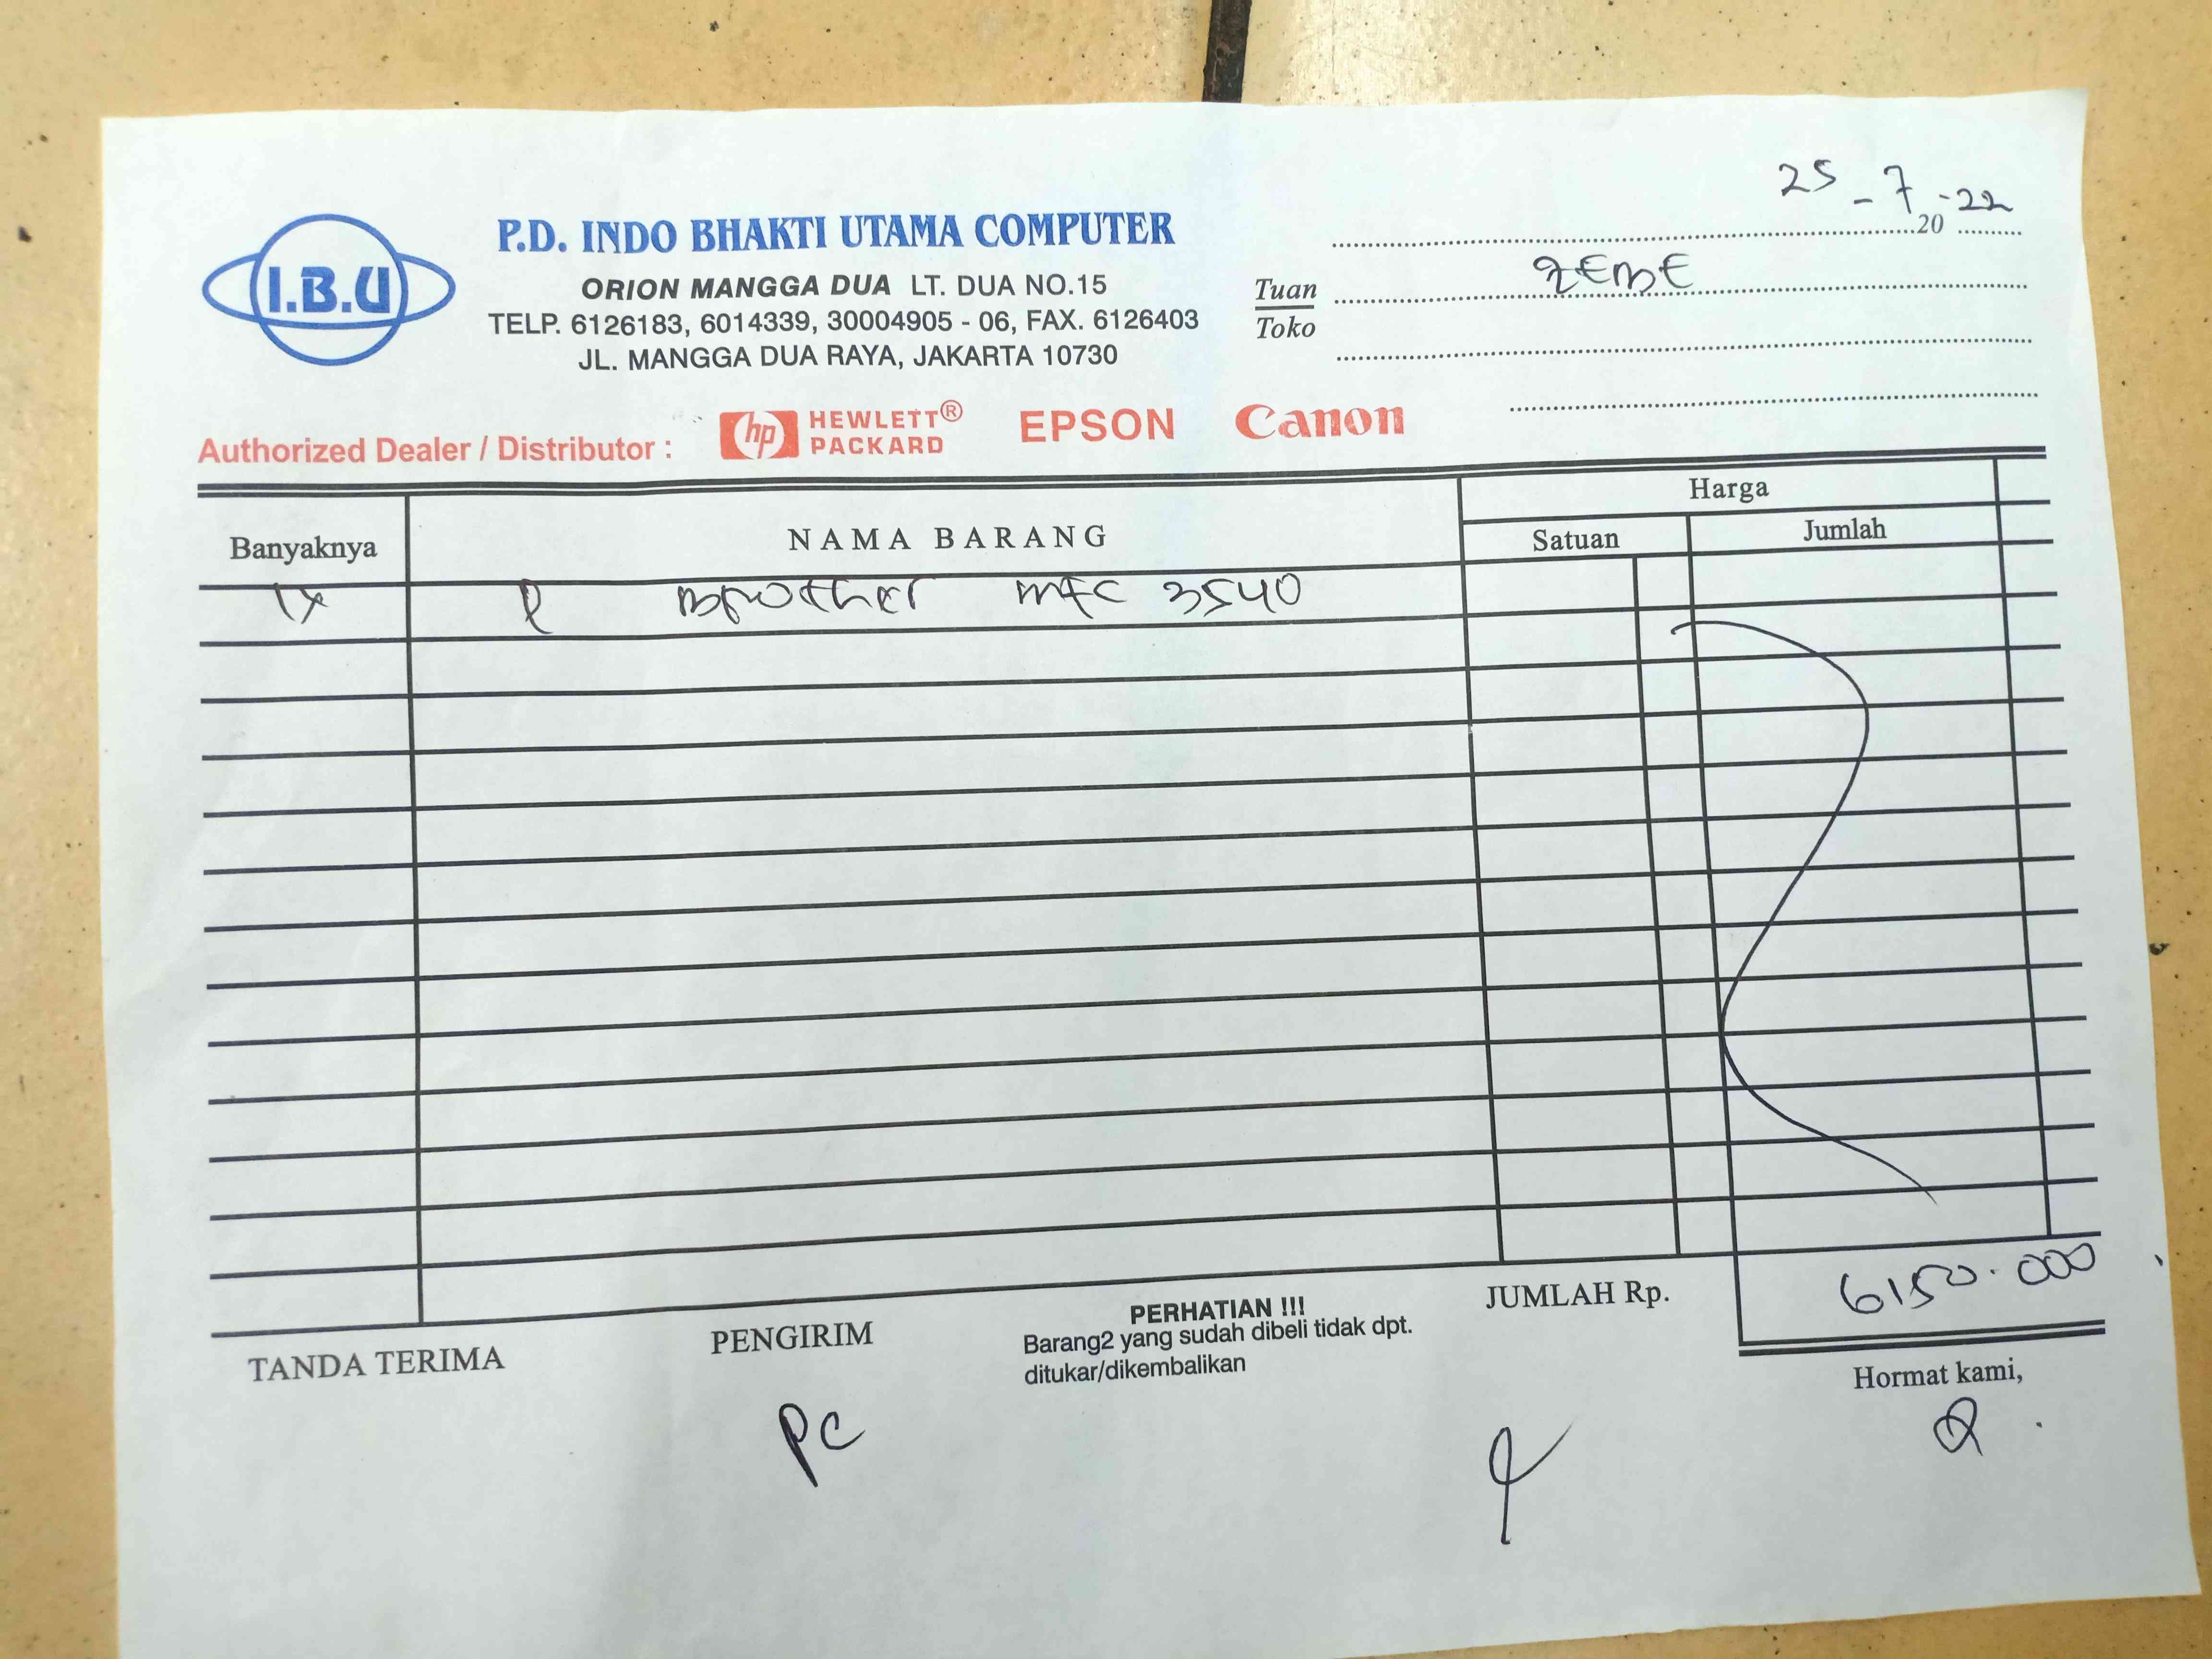 25 - 7 - 22
20
I.B.U
P.D. INDO BHAKTI UTAMA COMPUTER
ORION MANGGA DUA LT. DUA NO.15
TELP. 6126183, 6014339, 30004905 - 06, FAX. 6126403
JL. MANGGA DUA RAYA, JAKARTA 10730
Tuan
Toko
Authorized Dealer / Distributor :
hp HEWLETT® PACKARD
EPSON
Canon
Banyaknya
NAMA BARANG
Harga
Satuan
Jumlah
1x
P Brother MFC 3540
JUMLAH Rp.
6150.000
TANDA TERIMA
PENGIRIM
PERHATIAN !!!
Barang2 yang sudah dibeli tidak dpt.
ditukar/dikembalikan
Hormat kami,
PC